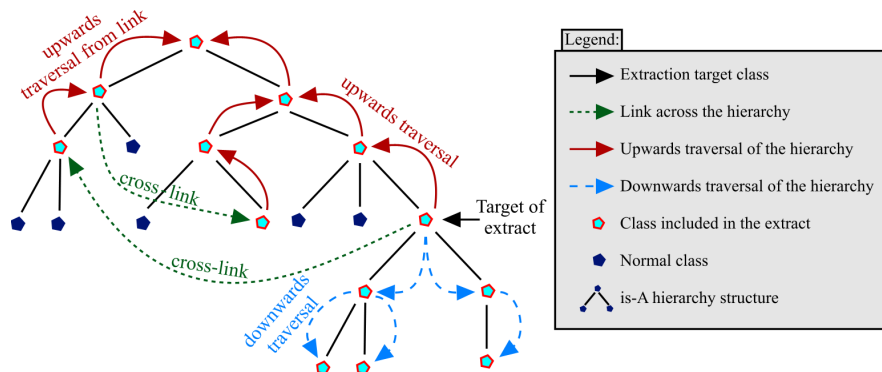 upwards
traversal from link
upwards traversal
cross-link
cross-link
Target of
extract
downwards
traversal
Legend:
Extraction target class
Link across the hierarchy
Upwards traversal of the hierarchy
Downwards traversal of the hierarchy
Class included in the extract
Normal class
is-A hierarchy structure